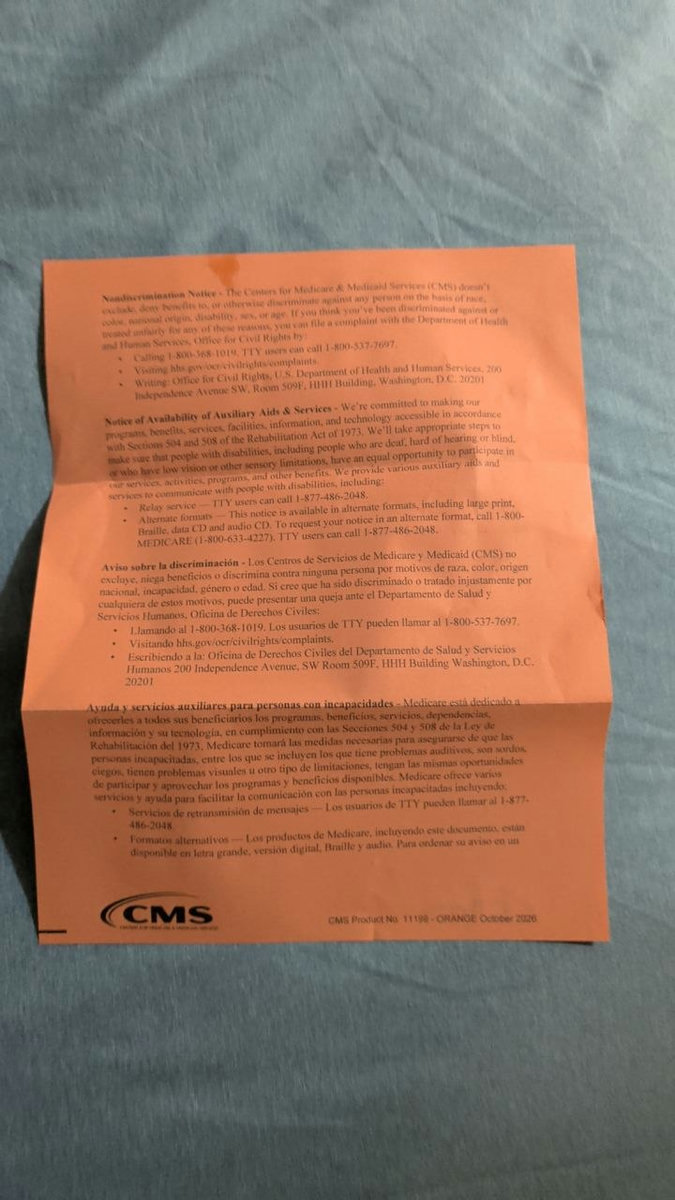 Nondiscrimination Notice - The Centers for Medicare & Medicaid Services (CMS) doesn't
exclude, deny benefits to, or otherwise discriminate against any person on the basis of race,
color, national origin, disability, sex, or age. If you think you've been discriminated against or
treated unfairly for any of these reasons, you can file a complaint with the Department of Health
and Human Services, Office for Civil Rights by:
• Calling 1-800-368-1019. TTY users can call 1-800-537-7697.
• Visiting hhs.gov/ocr/civilrights/complaints.
• Writing: Office for Civil Rights, U.S. Department of Health and Human Services, 200
Independence Avenue SW, Room 509F, HHH Building, Washington, D.C. 20201
Notice of Availability of Auxiliary Aids & Services - We're committed to making our
programs, benefits, services, facilities, information, and technology accessible in accordance
with Sections 504 and 508 of the Rehabilitation Act of 1973. We'll take appropriate steps to
make sure that people with disabilities, including people who are deaf, hard of hearing or blind,
or who have low vision or other sensory limitations, have an equal opportunity to participate in
our services, activities, programs, and other benefits. We provide various auxiliary aids and
services to communicate with people with disabilities, including:
• Relay service — TTY users can call 1-877-486-2048.
• Alternate formats — This notice is available in alternate formats, including large print,
Braille, data CD and audio CD. To request your notice in an alternate format, call 1-800-
MEDICARE (1-800-633-4227). TTY users can call 1-877-486-2048.
Aviso sobre la discriminación - Los Centros de Servicios de Medicare y Medicaid (CMS) no
excluye, niega beneficios o discrimina contra ninguna persona por motivos de raza, color, origen
nacional, incapacidad, género o edad. Si cree que ha sido discriminado o tratado injustamente por
cualquiera de estos motivos, puede presentar una queja ante el Departamento de Salud y
Servicios Humanos, Oficina de Derechos Civiles:
• Llamando al 1-800-368-1019. Los usuarios de TTY pueden llamar al 1-800-537-7697.
• Visitando hhs.gov/ocr/civilrights/complaints.
• Escribiendo a la: Oficina de Derechos Civiles del Departamento de Salud y Servicios
Humanos 200 Independence Avenue, SW Room 509F, HHH Building Washington, D.C.
20201
Ayuda y servicios auxiliares para personas con incapacidades - Medicare está dedicado a
ofrecerles a todos sus beneficiarios los programas, beneficios, servicios, dependencias,
información y su tecnología, en cumplimiento con las Secciones 504 y 508 de la Ley de
Rehabilitación del 1973. Medicare tomará las medidas necesarias para asegurarse de que las
personas incapacitadas, entre los que se incluyen los que tiene problemas auditivos, son sordos,
ciegos, tienen problemas visuales u otro tipo de limitaciones, tengan las mismas oportunidades
de participar y aprovechar los programas y beneficios disponibles. Medicare ofrece varios
servicios y ayuda para facilitar la comunicación con las personas incapacitadas incluyendo:
• Servicios de retransmisión de mensajes — Los usuarios de TTY pueden llamar al 1-877-
486-2048.
• Formatos alternativos — Los productos de Medicare, incluyendo este documento, están
disponible en letra grande, versión digital, Braille y audio. Para ordenar su aviso en un
CMS
CMS Product No. 11198 - ORANGE October 2026